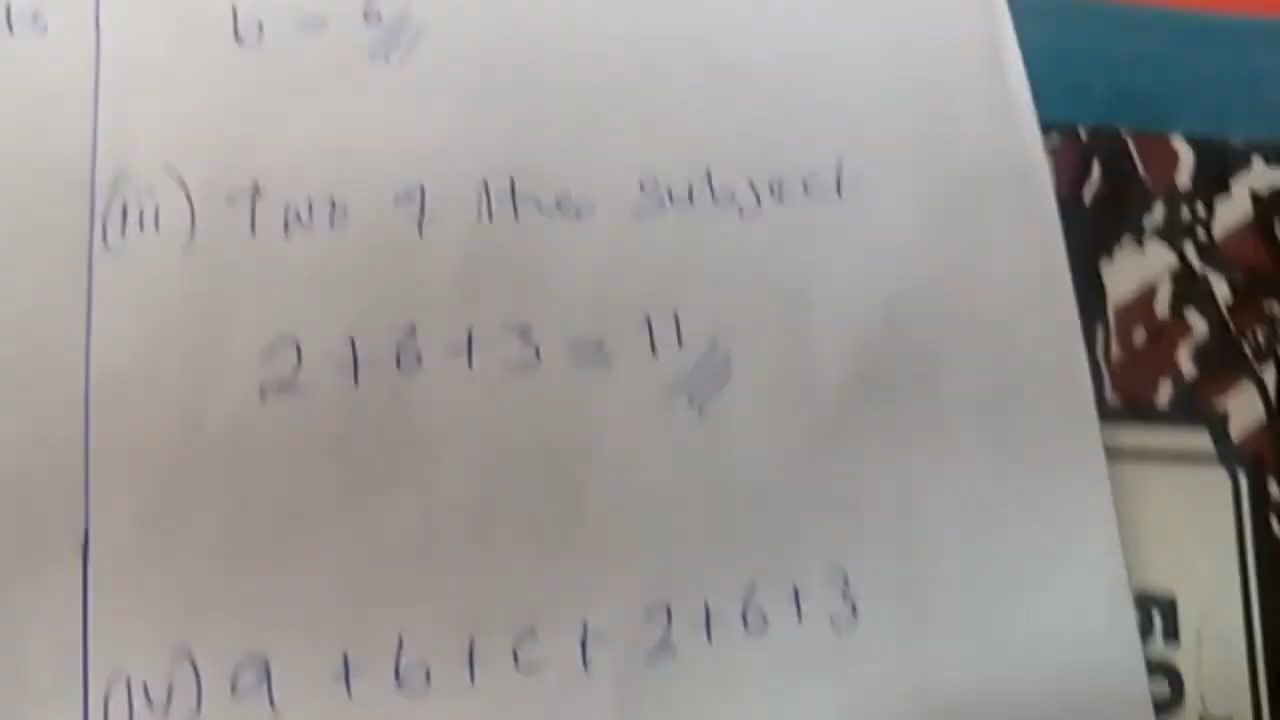 b = 6
(iii) Two of the subject
2 + 6 + 3 = 11
(iv) a + b + c + 2 + 6 + 3